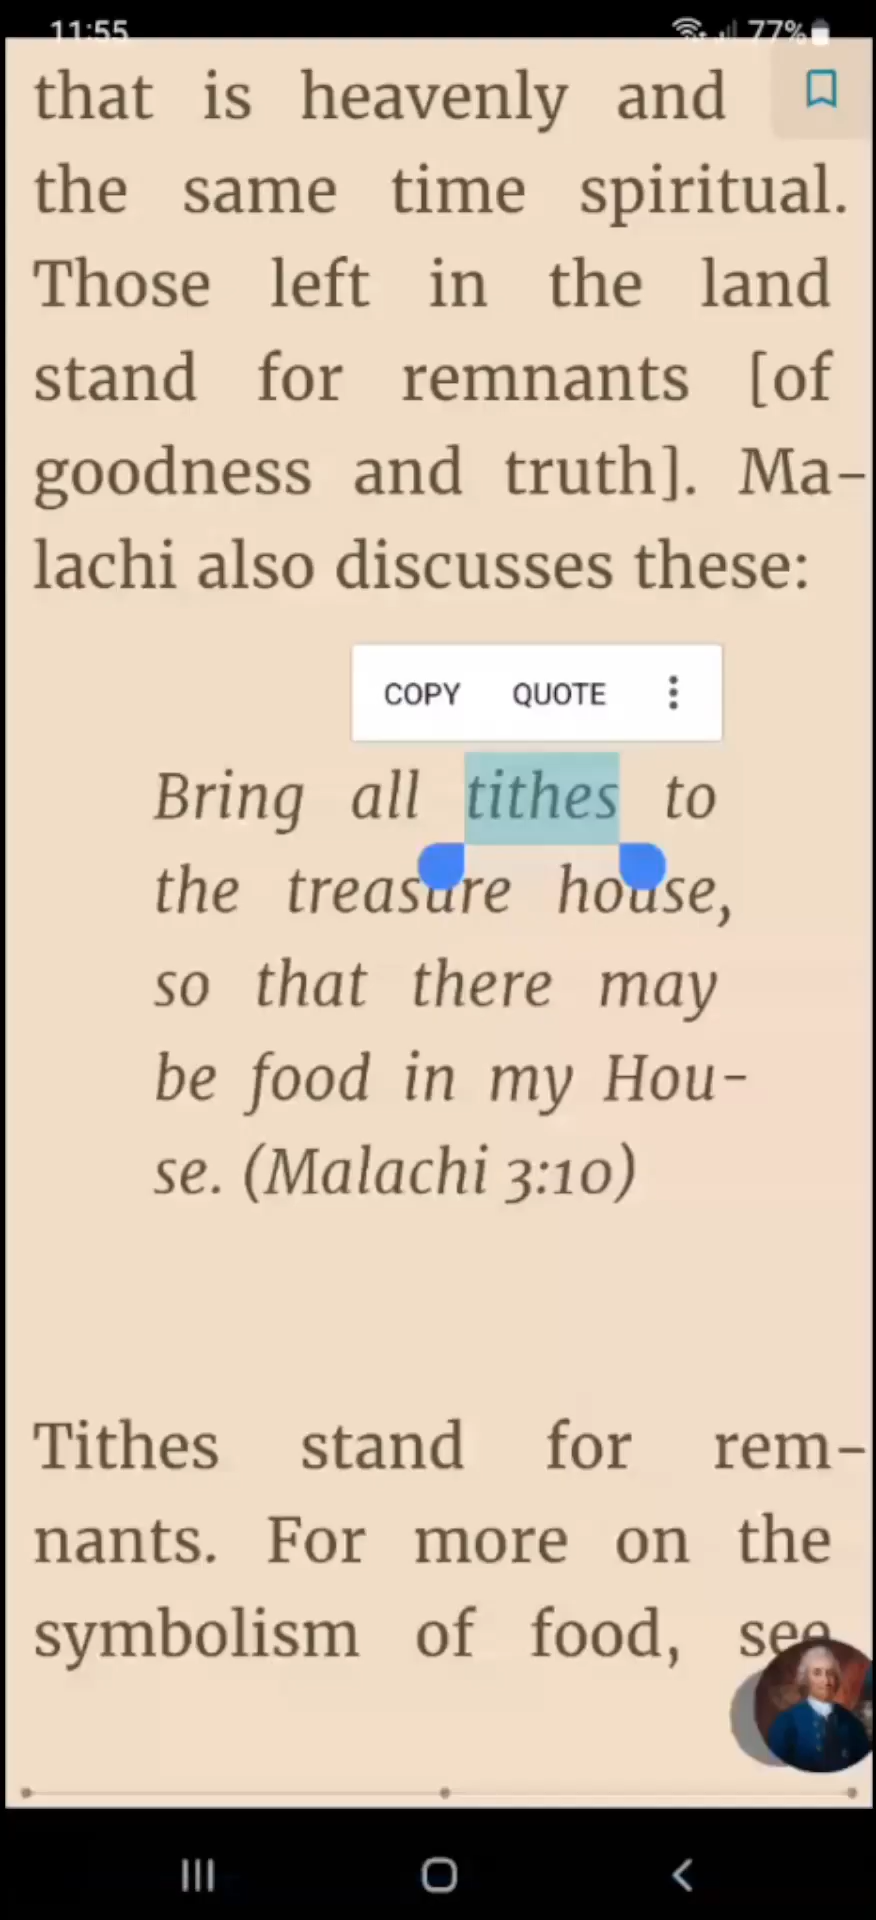 11:55
77%
that is heavenly and
the same time spiritual.
Those left in the land
stand for remnants [of
goodness and truth]. Ma-
lachi also discusses these:
COPY QUOTE
Bring all tithes to
the treasure house,
so that there may
be food in my Hou-
se. (Malachi 3:10)
Tithes stand for rem-
nants. For more on the
symbolism of food, see